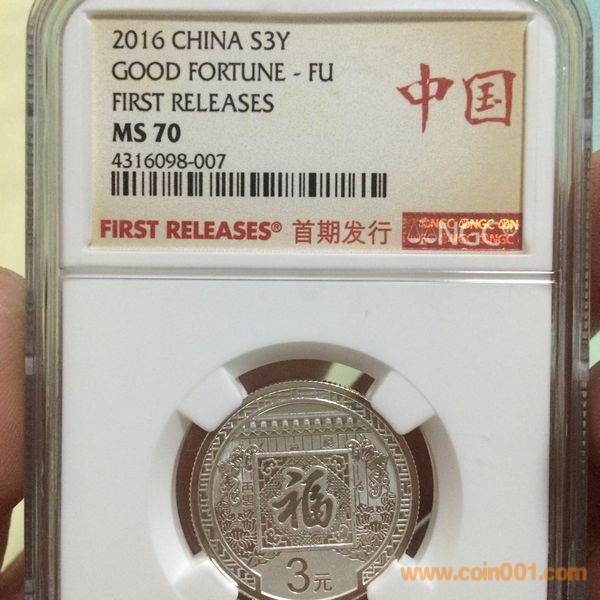 2016 CHINA S3Y
GOOD FORTUNE - FU
FIRST RELEASES
MS 70
4316098-007
中国
FIRST RELEASES® 首期发行
NGC
福
3元
www.coin001.com